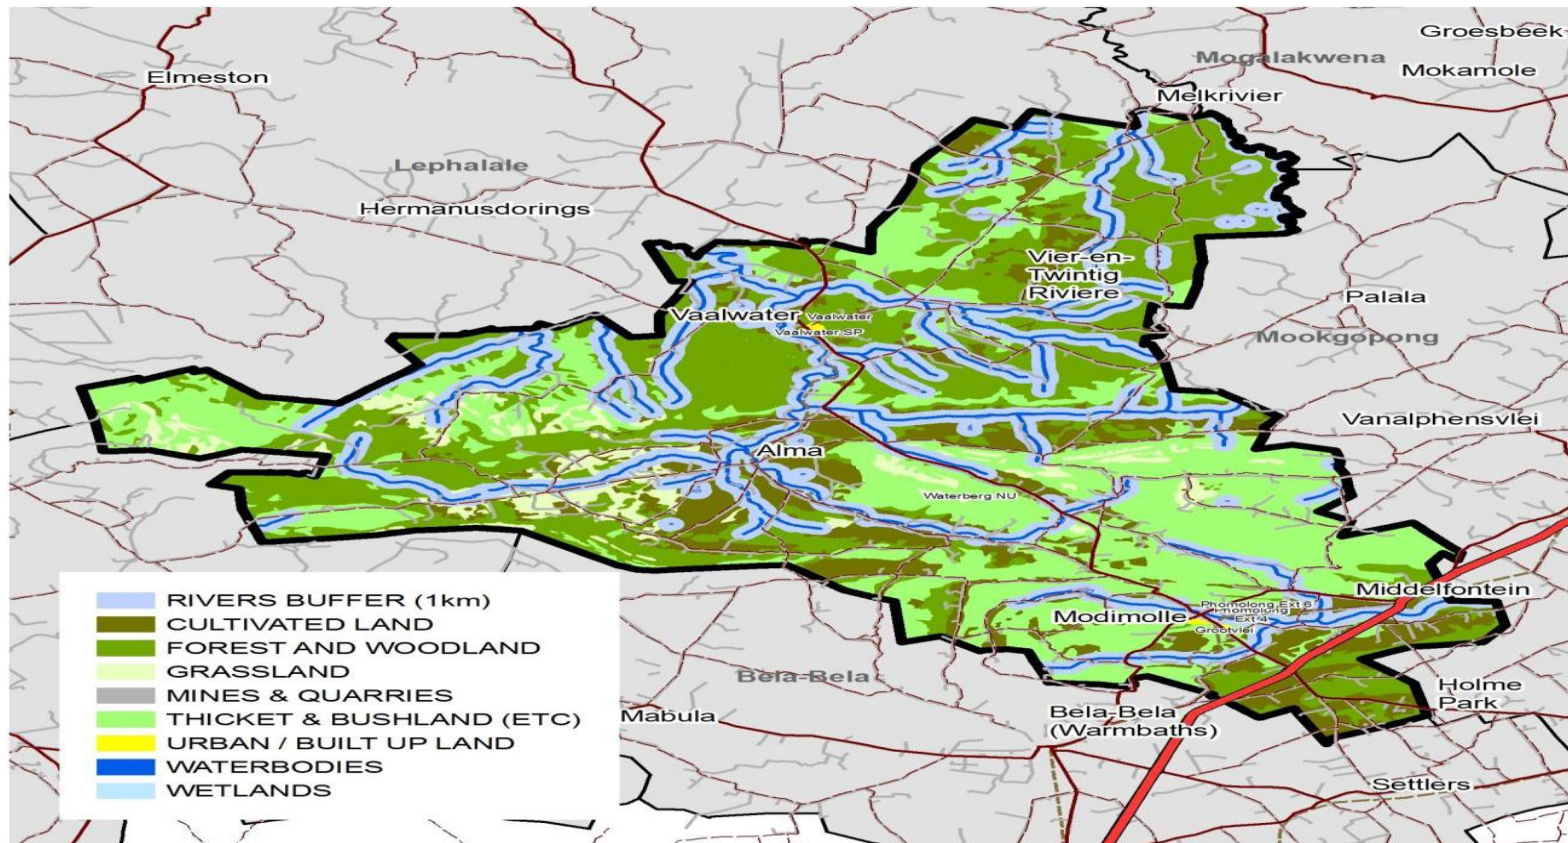 Groesbeek
Mogalakwena
Elmeston
Mokamole
Melkrivier
Lephalale
Hermanusdorings
Vier-en-
Twintig
Riviere
Palala
Vaalwater
Vaalwater
Vaalwater SP
Mookgopong
Vanalphensvlei
Alma
Waterberg NU
Middelfontein
Phomolong Ext 6
Phomolong
Ext 4
Modimolle
Grootvlei
Bela-Bela
Holme
Park
Mabula
Bela-Bela
(Warmbaths)
Settlers
RIVERS BUFFER (1km)
CULTIVATED LAND
FOREST AND WOODLAND
GRASSLAND
MINES & QUARRIES
THICKET & BUSHLAND (ETC)
URBAN / BUILT UP LAND
WATERBODIES
WETLANDS